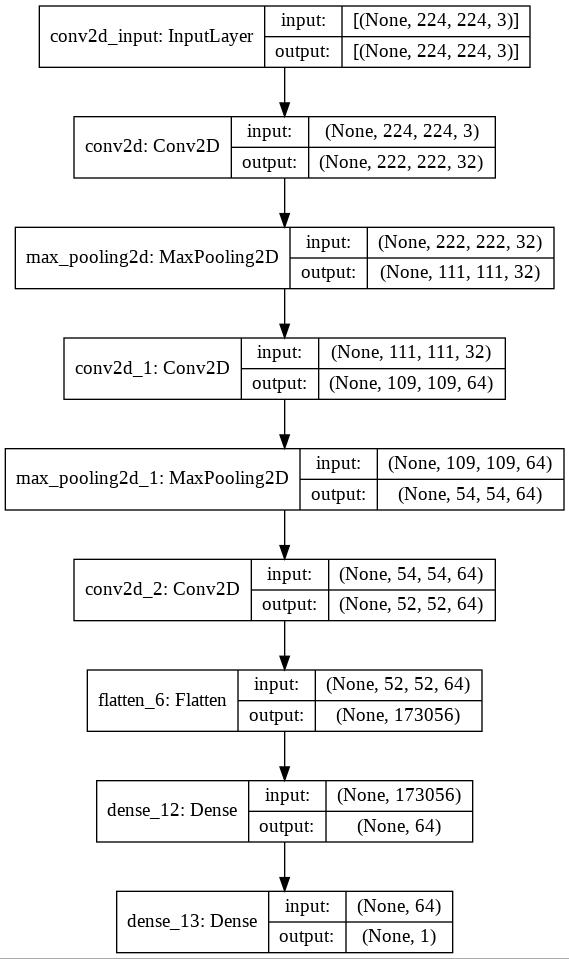 conv2d_input: InputLayer
input:
[(None, 224, 224, 3)]
output:
[(None, 224, 224, 3)]
conv2d: Conv2D
input:
(None, 224, 224, 3)
output:
(None, 222, 222, 32)
max_pooling2d: MaxPooling2D
input:
(None, 222, 222, 32)
output:
(None, 111, 111, 32)
conv2d_1: Conv2D
input:
(None, 111, 111, 32)
output:
(None, 109, 109, 64)
max_pooling2d_1: MaxPooling2D
input:
(None, 109, 109, 64)
output:
(None, 54, 54, 64)
conv2d_2: Conv2D
input:
(None, 54, 54, 64)
output:
(None, 52, 52, 64)
flatten_6: Flatten
input:
(None, 52, 52, 64)
output:
(None, 173056)
dense_12: Dense
input:
(None, 173056)
output:
(None, 64)
dense_13: Dense
input:
(None, 64)
output:
(None, 1)